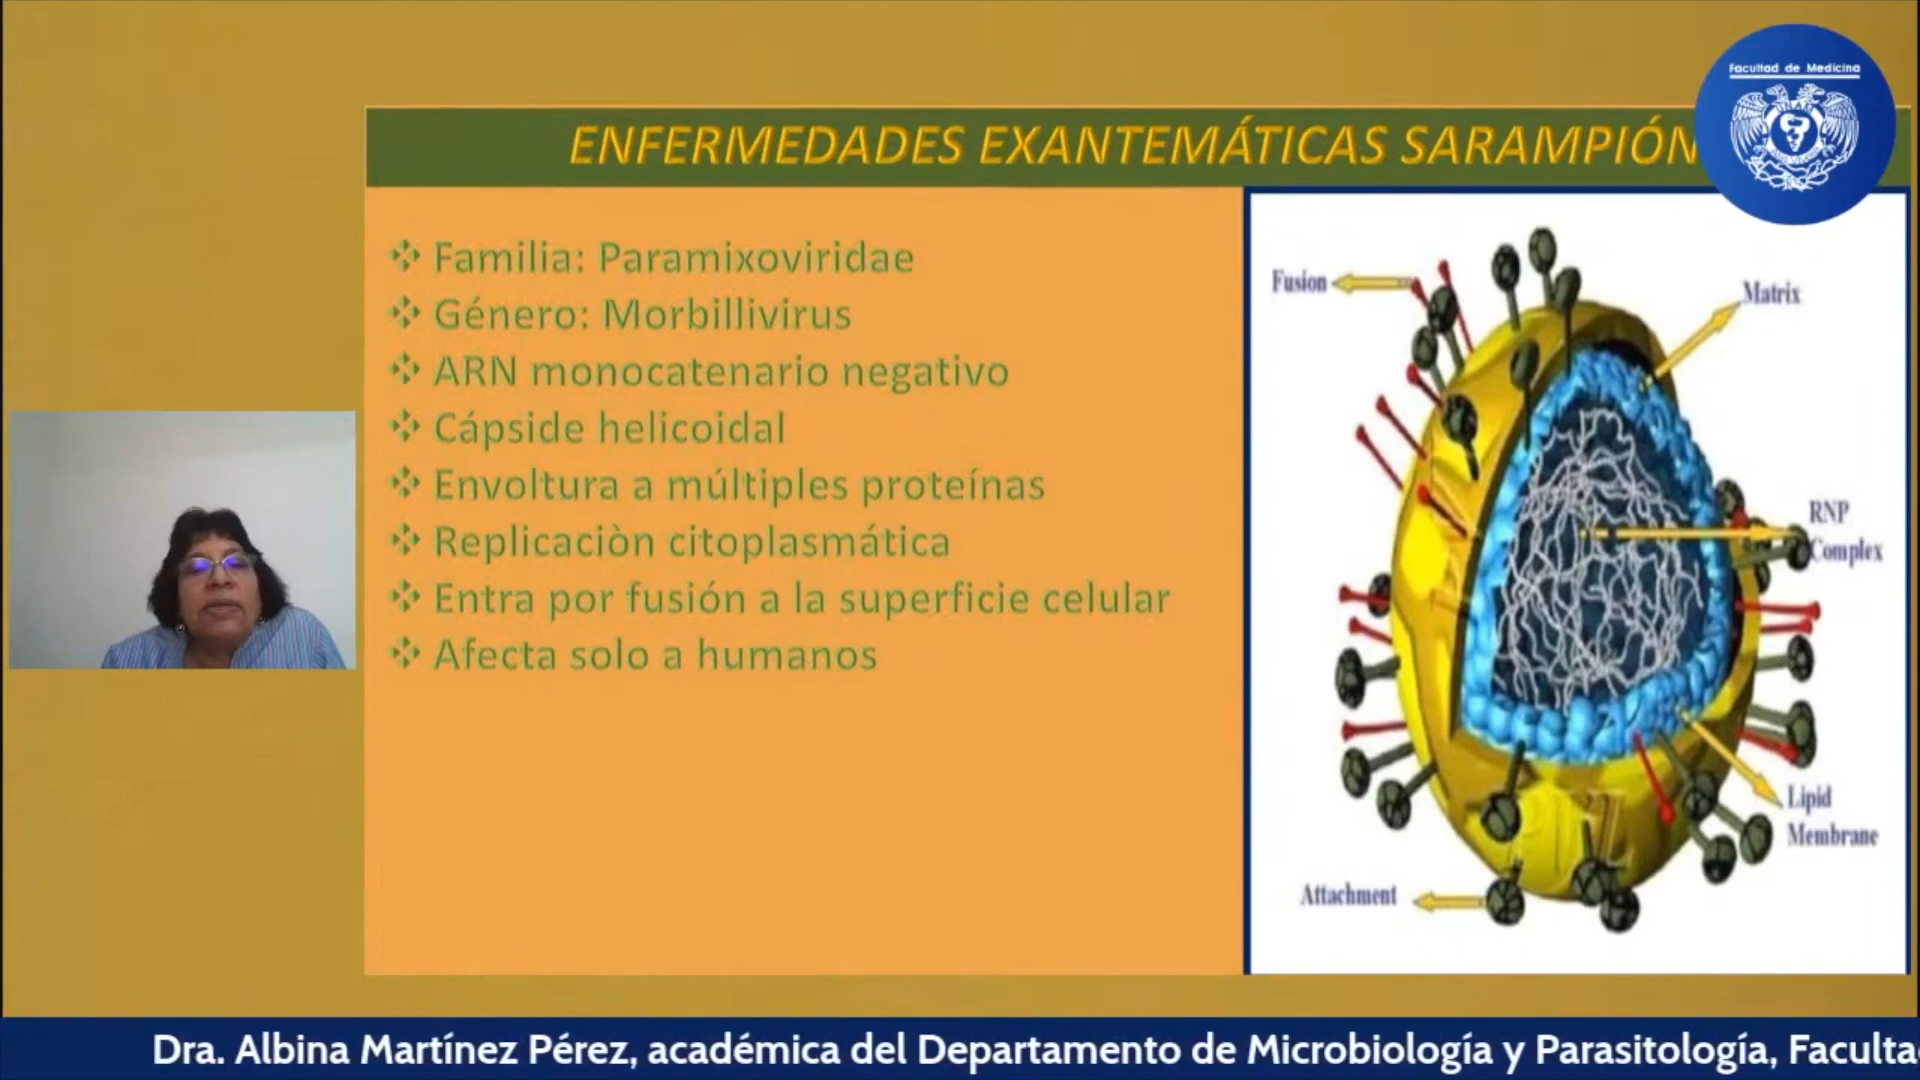 Facultad de Medicina
ENFERMEDADES EXANTEMÁTICAS SARAMPIÓN
Familia: Paramixoviridae
Género: Morbillivirus
ARN monocatenario negativo
Cápside helicoidal
Envoltura a múltiples proteínas
Replicaciòn citoplasmática
Entra por fusión a la superficie celular
Afecta solo a humanos
Fusion
Matrix
RNP
Complex
Lipid
Membrane
Attachment
Dra. Albina Martínez Pérez, académica del Departamento de Microbiología y Parasitología,